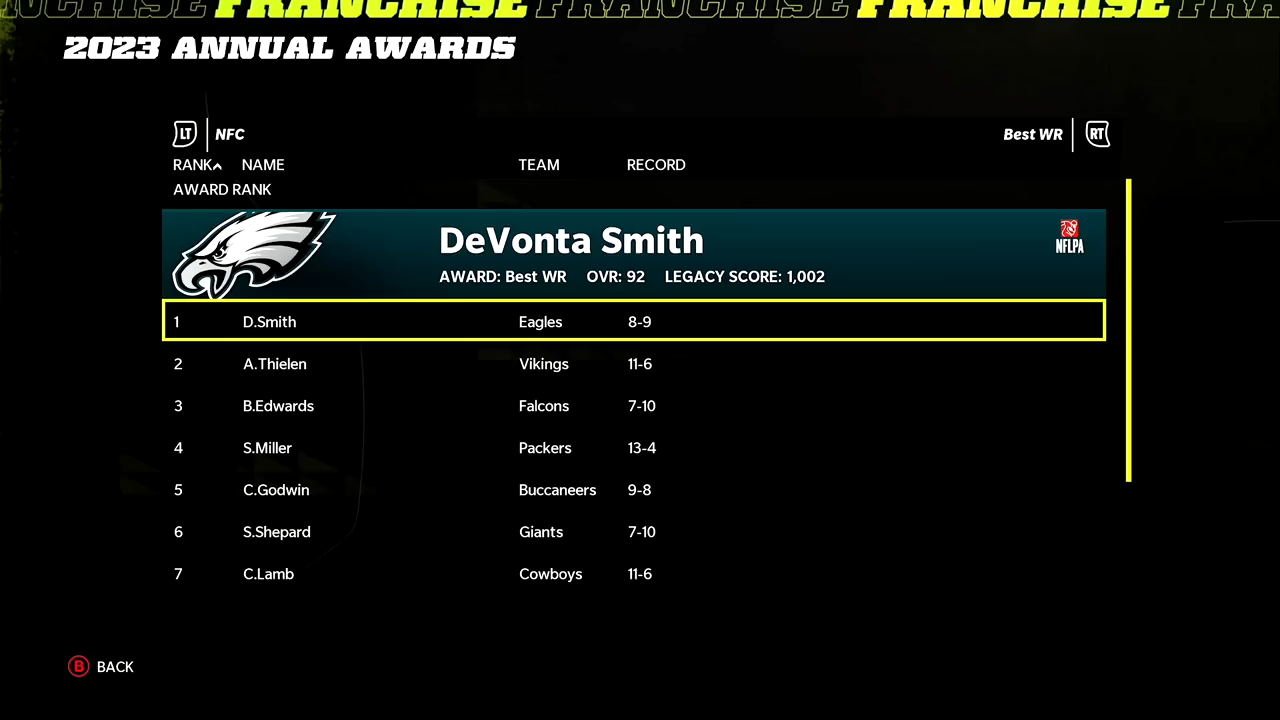 NCHISE FRANCHISE FRANCHISE FRANCHISE FRA
2023 ANNUAL AWARDS
LT NFC Best WR RT
RANK NAME TEAM RECORD
AWARD RANK
DeVonta Smith
NFLPA
AWARD: Best WR OVR: 92 LEGACY SCORE: 1,002
1 D.Smith Eagles 8-9
2 A.Thielen Vikings 11-6
3 B.Edwards Falcons 7-10
4 S.Miller Packers 13-4
5 C.Godwin Buccaneers 9-8
6 S.Shepard Giants 7-10
7 C.Lamb Cowboys 11-6
B BACK